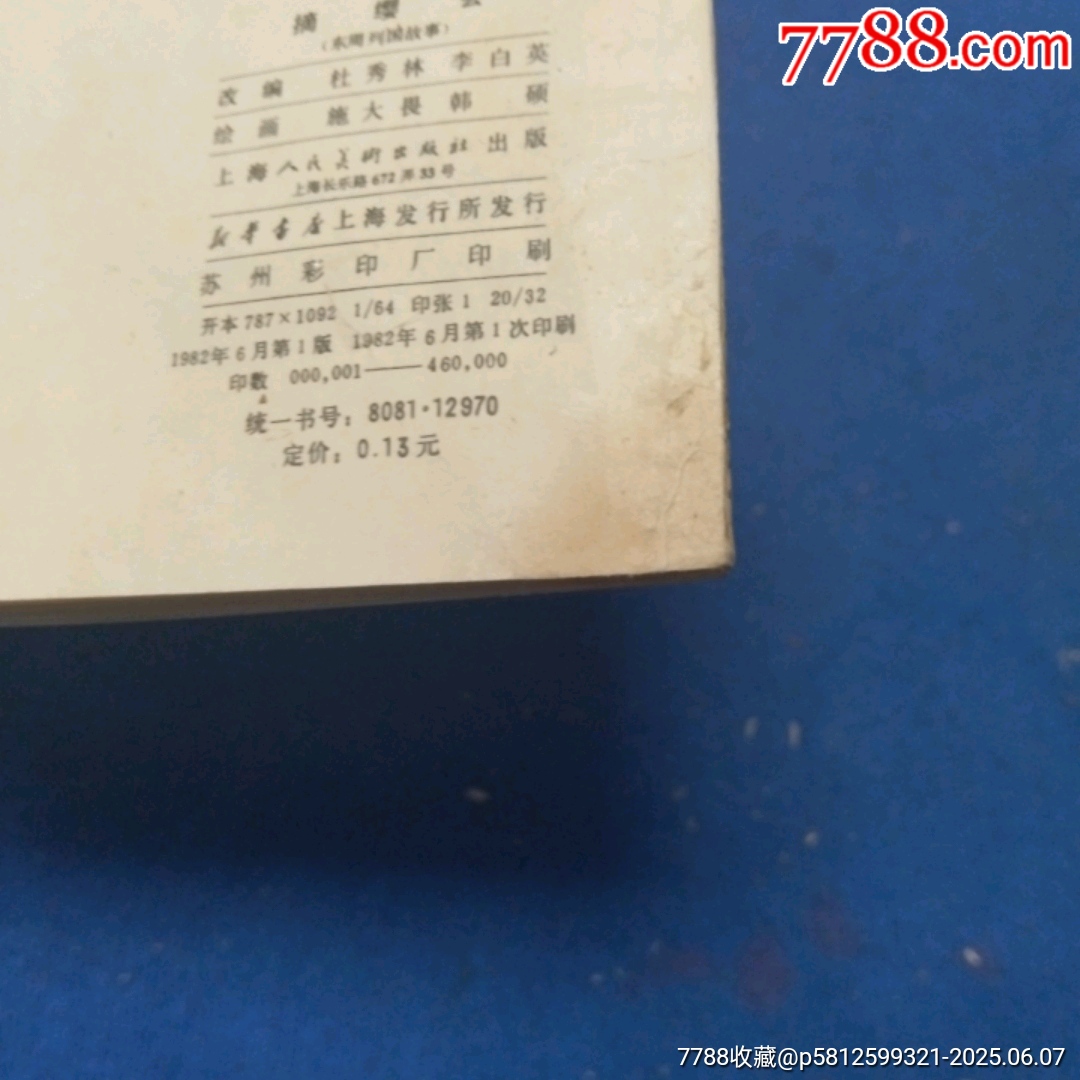 7788.com
摘缨会
(东周列国故事)
改编 杜秀林 李白英
绘画 施大畏 韩硕
上海人民美术出版社出版
上海长乐路672弄33号
新华书店上海发行所发行
苏州彩印厂印刷
开本 787×1092 1/64 印张 1 20/32
1982年6月第1版 1982年6月第1次印刷
印数 000,001——460,000
统一书号：8081·12970
定价：0.13元
7788收藏@p5812599321-2025.06.07